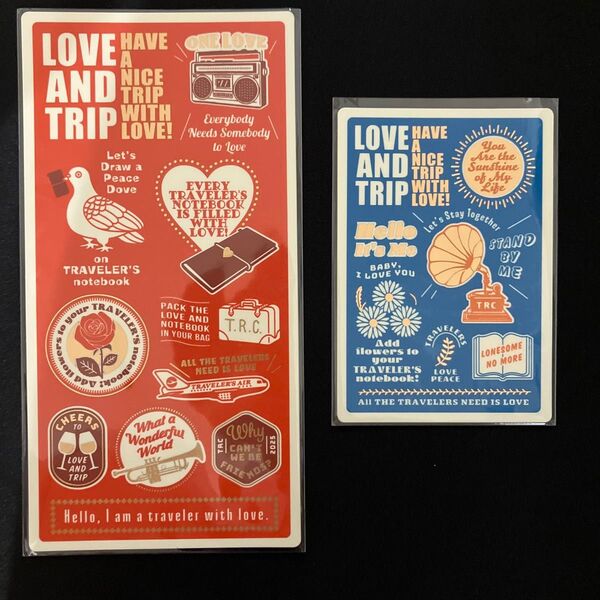 LOVE
AND
TRIP
HAVE
A
NICE
TRIP
WITH
LOVE!
ONE LOVE
Everybody
Needs Somebody
to Love
Let's
Draw a
Peace
Dove
on
TRAVELER'S
notebook
EVERY
TRAVELER'S
NOTEBOOK
IS FILLED
WITH
LOVE!
Add flowers to your TRAVELER'S notebook!
PACK THE
LOVE AND
NOTEBOOK
IN YOUR BAG
T.R.C.
ALL THE TRAVELERS
NEED IS LOVE
TRAVELER'S AIR
CHEERS
TO
LOVE
AND
TRIP
What a
Wonderful
World
TRC
Why
CAN'T
WE BE
FRIENDS?
2025
Hello, I am a traveler with love.
LOVE
AND
TRIP
HAVE
A
NICE
TRIP
WITH
LOVE!
You
Are the
Sunshine
of My
Life
Hello
It's Me
Let's Stay Together
STAND
BY
ME
BABY,
I LOVE YOU
TRC
Add
flowers to
your
TRAVELER'S
notebook!
TRAVELERS
LOVE
PEACE
LONESOME
NO MORE
All THE TRAVELERS NEED IS LOVE